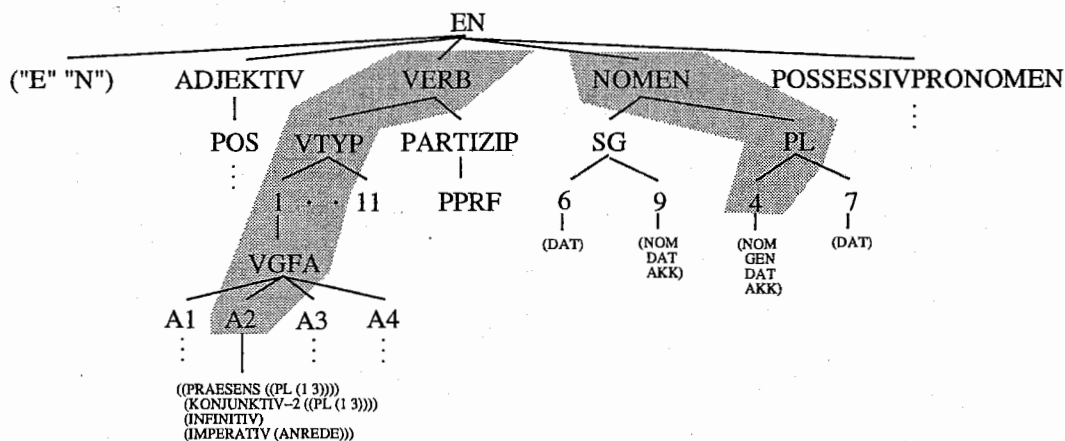 EN
("E" "N") ADJEKTIV VERB NOMEN POSSESSIVPRONOMEN
POS VTYP PARTIZIP SG PL
1 · · 11 PPRF 6 9 4 7
(DAT) (NOM (NOM (DAT)
DAT GEN
AKK) DAT
AKK)
VGFA
A1 A2 A3 A4
((PRAESENS ((PL (1 3))))
(KONJUNKTIV–2 ((PL (1 3))))
(INFINITIV)
(IMPERATIV (ANREDE)))